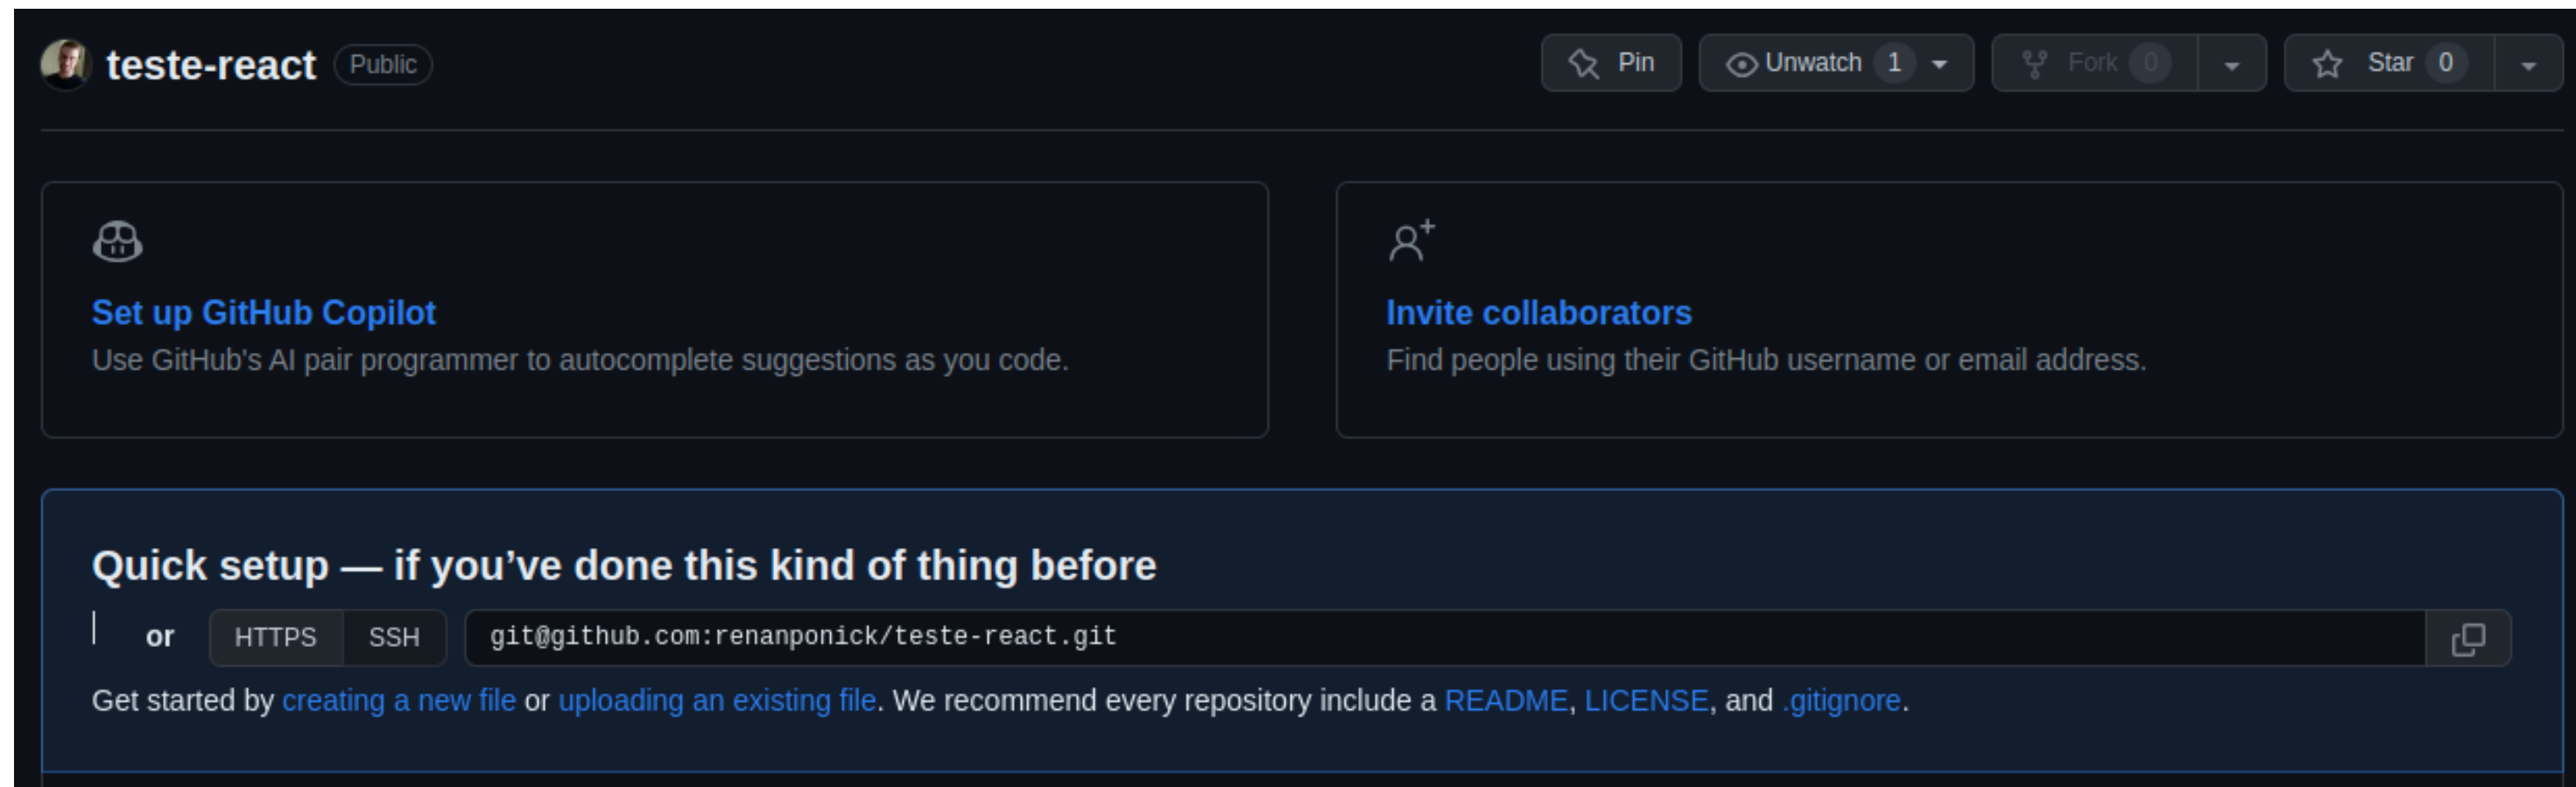 teste-react Public Pin Unwatch 1 Fork 0 Star 0
Set up GitHub Copilot
Use GitHub's AI pair programmer to autocomplete suggestions as you code.
Invite collaborators
Find people using their GitHub username or email address.
Quick setup — if you’ve done this kind of thing before
or HTTPS SSH git@github.com:renanponick/teste-react.git
Get started by creating a new file or uploading an existing file. We recommend every repository include a README, LICENSE, and .gitignore.